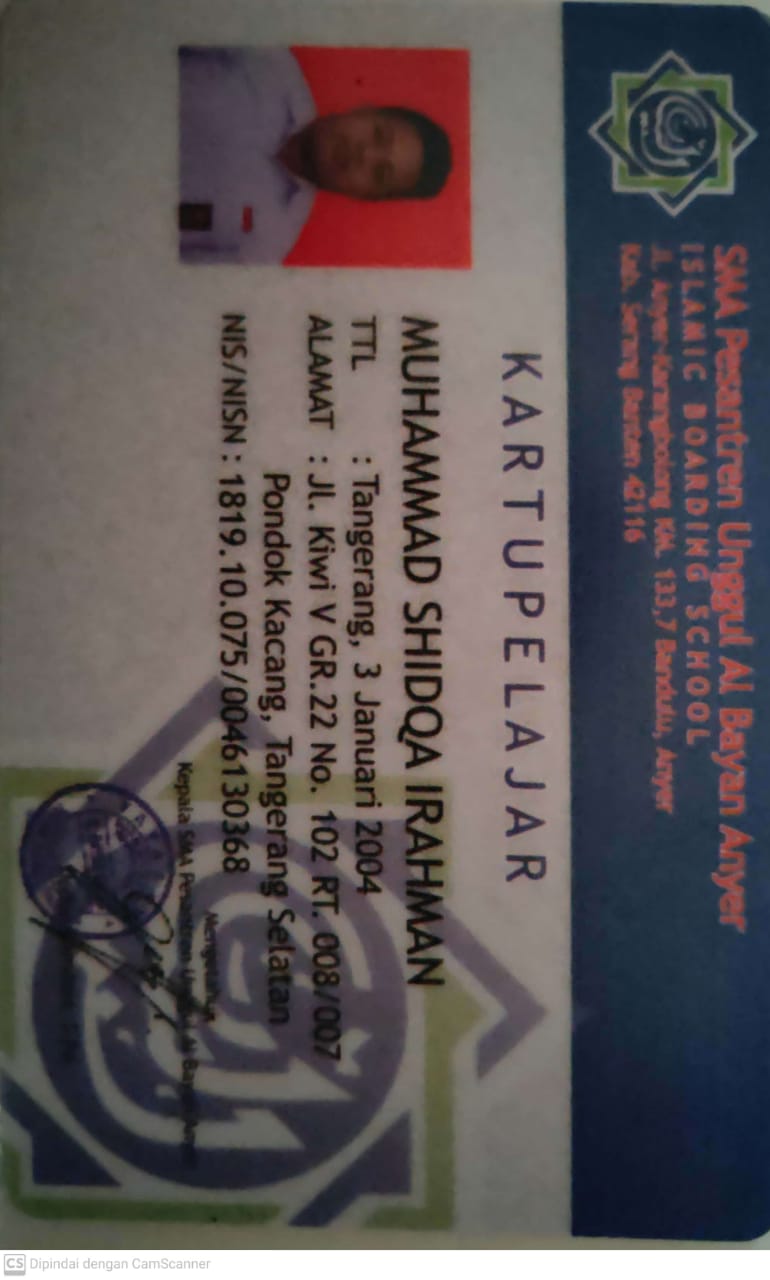 SMA Pesantren Unggul Al Bayan Anyer
ISLAMIC BOARDING SCHOOL
Jl. Anyer-Karangbolong KM. 133,7 Bandulu, Anyer
Kab. Serang Banten 42116
KARTU PELAJAR
MUHAMMAD SHIDQA IRAHMAN
TTL : Tangerang, 3 Januari 2004
ALAMAT : Jl. Kiwi V GR.22 No. 102 RT. 008/007
Pondok Kacang, Tangerang Selatan
NIS/NISN : 1819.10.075/0046130368
Mengetahui
Kepala SMA Pesantren Unggul Al Bayan Anyer
CS Dipindai dengan CamScanner